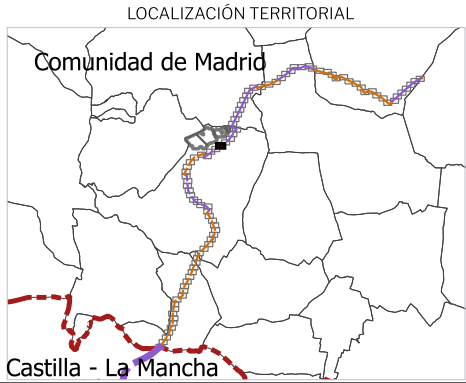 LOCALIZACIÓN TERRITORIAL
Comunidad de Madrid
Castilla - La Mancha